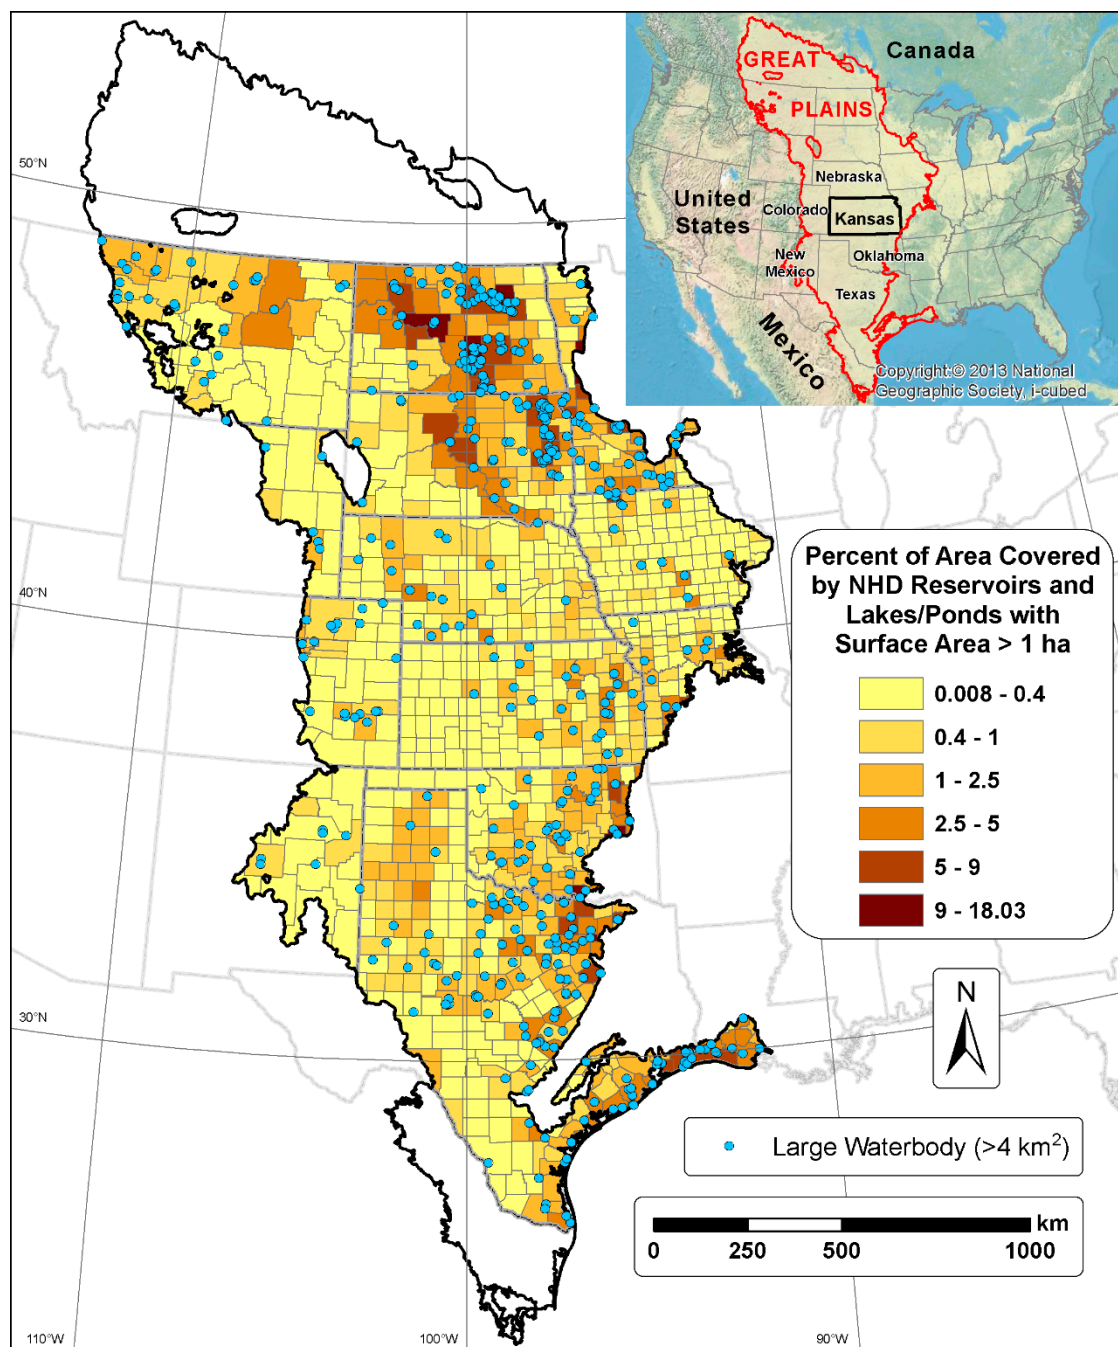 Canada
GREAT
PLAINS
Nebraska
United
States
Colorado
Kansas
New
Mexico
Oklahoma
Texas
Mexico
Copyright:© 2013 National
Geographic Society, i-cubed
50°N
40°N
30°N
110°W
100°W
90°W
Percent of Area Covered
by NHD Reservoirs and
Lakes/Ponds with
Surface Area > 1 ha
0.008 - 0.4
0.4 - 1
1 - 2.5
2.5 - 5
5 - 9
9 - 18.03
N
Large Waterbody (>4 km²)
km
0 250 500 1000